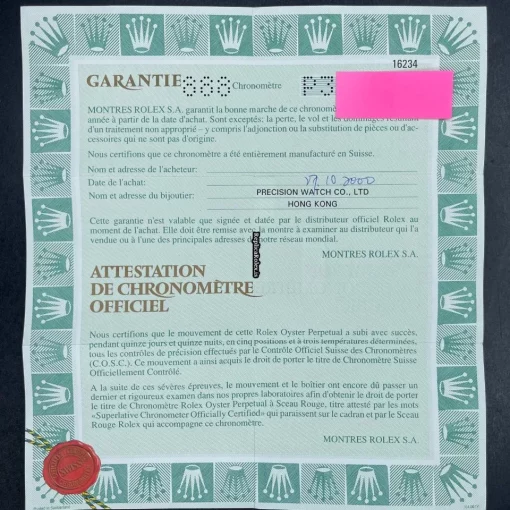 16234
GARANTIE 888 Chronomètre P3
MONTRES ROLEX S.A. garantit la bonne marche de ce chronomè
année à partir de la date d'achat. Sont exceptés: la perte, le vol et les dommages résultant
d'un traitement non approprié – y compris l'adjonction ou la substitution de pièces ou d'ac-
cessoires qui ne sont pas d'origine.
Nous certifions que ce chronomètre a été entièrement manufacturé en Suisse.
Nom et adresse de l'acheteur:
Date de l'achat: 10.2000
Nom et adresse du bijoutier: PRECISION WATCH CO., LTD
HONG KONG
Cette garantie n'est valable que signée et datée par le distributeur officiel Rolex au
moment de l'achat. Elle doit être remise avec la montre à examiner au distributeur qui l'a
vendue ou à l'une des principales adresses de notre réseau mondial.
MONTRES ROLEX S.A.
ATTESTATION
DE CHRONOMÈTRE
OFFICIEL
Nous certifions que le mouvement de cette Rolex Oyster Perpetual a subi avec succès,
pendant quinze jours et quinze nuits, en cinq positions et à trois températures déterminées,
tous les contrôles de précision effectués par le Contrôle Officiel Suisse des Chronomètres
(C.O.S.C.). Ce mouvement a ainsi acquis le droit de porter le titre de Chronomètre Suisse
Officiellement Contrôlé.
A la suite de ces sévères épreuves, le mouvement et le boîtier ont encore dû passer un
dernier et rigoureux examen dans nos propres laboratoires afin d'obtenir le droit de porter
le titre de Chronomètre Rolex Oyster Perpetual à Sceau Rouge, titre attesté par les mots
«Superlative Chronometer Officially Certified» qui paraissent sur le cadran et par le Sceau
Rouge Rolex qui accompagne ce chronomètre.
MONTRES ROLEX S.A.
Printed in Switzerland